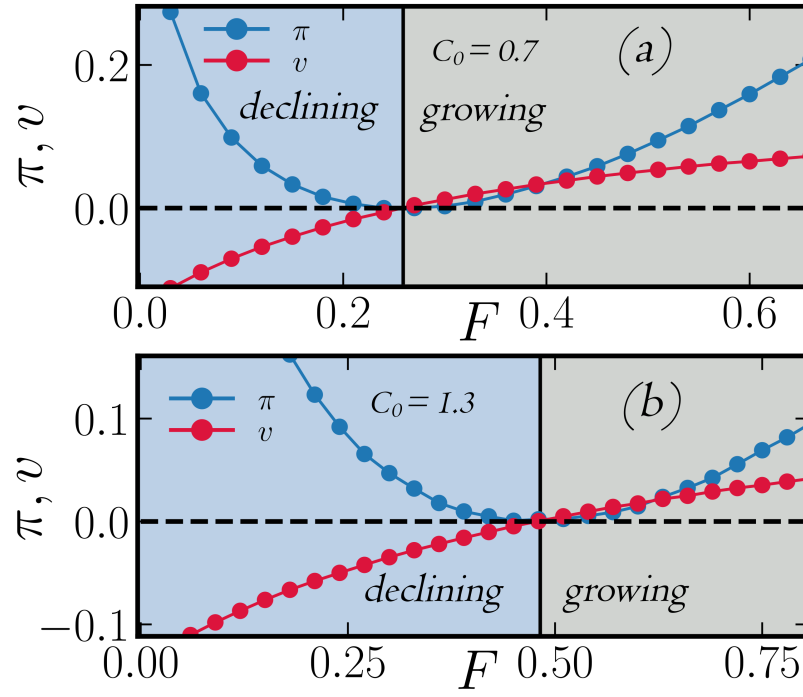 π
v
C₀ = 0.7
(a)
declining
growing
π, v
0.2
0.0
0.0
0.2
0.4
0.6
F
π
v
C₀ = 1.3
(b)
declining
growing
π, v
0.1
0.0
−0.1
0.00
0.25
0.50
0.75
F